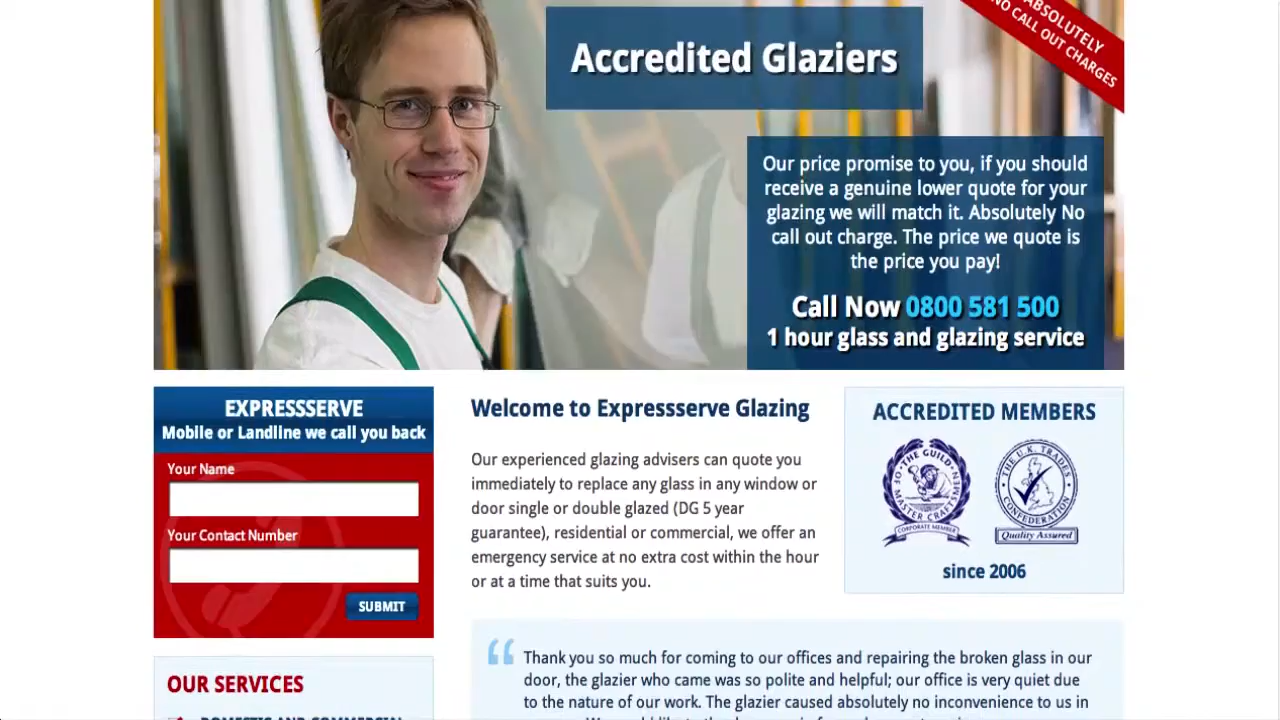 ABSOLUTELY
NO CALL OUT CHARGES
Accredited Glaziers
Our price promise to you, if you should
receive a genuine lower quote for your
glazing we will match it. Absolutely No
call out charge. The price we quote is
the price you pay!
Call Now 0800 581 500
1 hour glass and glazing service
EXPRESSSERVE
Mobile or Landline we call you back
Your Name
Your Contact Number
SUBMIT
OUR SERVICES
Welcome to Expressserve Glazing
Our experienced glazing advisers can quote you
immediately to replace any glass in any window or
door single or double glazed (DG 5 year
guarantee), residential or commercial, we offer an
emergency service at no extra cost within the hour
or at a time that suits you.
ACCREDITED MEMBERS
THE GUILD
OF MASTER CRAFTSMEN
CORPORATE MEMBER
THE U.K. TRADES
CONFEDERATION
Quality Assured
since 2006
Thank you so much for coming to our offices and repairing the broken glass in our
door, the glazier who came was so polite and helpful; our office is very quiet due
to the nature of our work. The glazier caused absolutely no inconvenience to us in